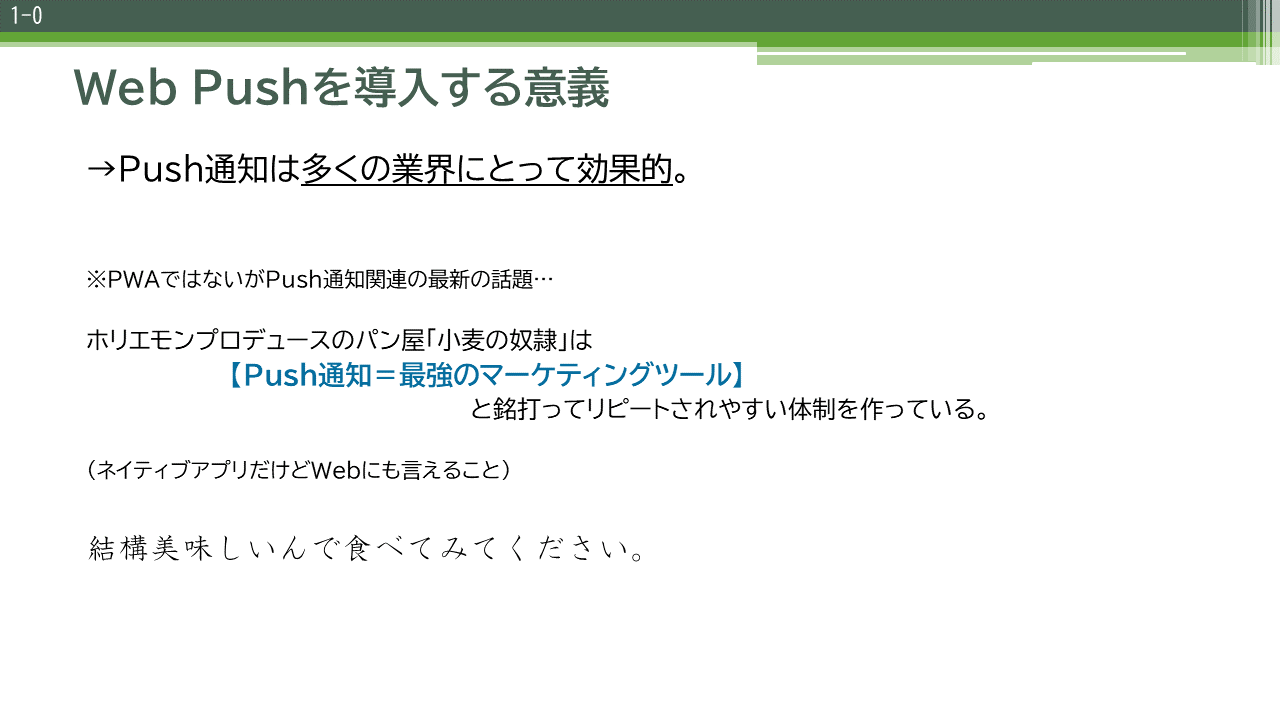 1-0
Web Pushを導入する意義
→Push通知は多くの業界にとって効果的。
※PWAではないがPush通知関連の最新の話題…
ホリエモンプロデュースのパン屋「小麦の奴隷」は
【Push通知＝最強のマーケティングツール】
と銘打ってリピートされやすい体制を作っている。
（ネイティブアプリだけどWebにも言えること）
結構美味しいんで食べてみてください。